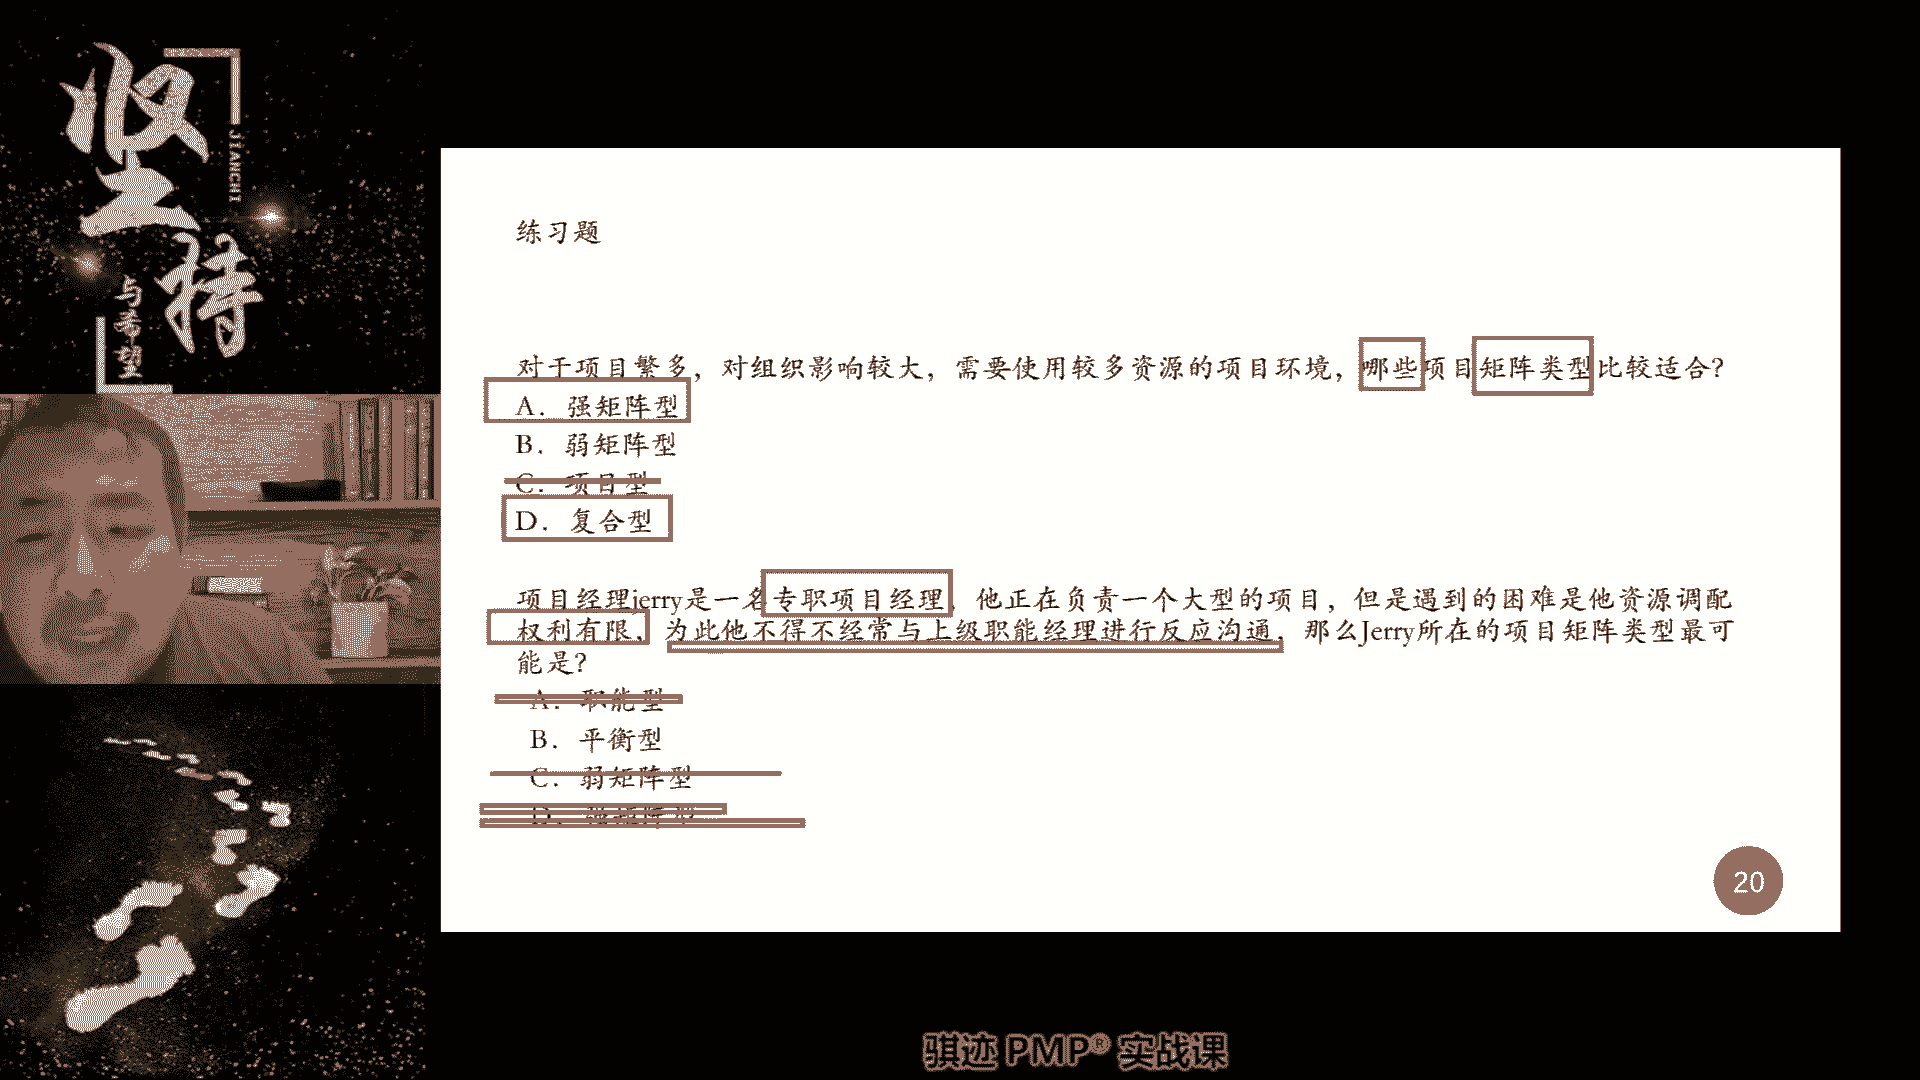 坚持
JIANCHI
与希望
练习题
对于项目繁多，对组织影响较大，需要使用较多资源的项目环境，哪些项目矩阵类型比较适合？
A．强矩阵型
B．弱矩阵型
C．项目型
D．复合型
项目经理jerry是一名专职项目经理，他正在负责一个大型的项目，但是遇到的困难是他资源调配
权利有限，为此他不得不经常与上级职能经理进行反应沟通，那么Jerry所在的项目矩阵类型最可
能是？
A．职能型
B．平衡型
C．弱矩阵型
D．强矩阵型
20
骐迹 PMP® 实战课